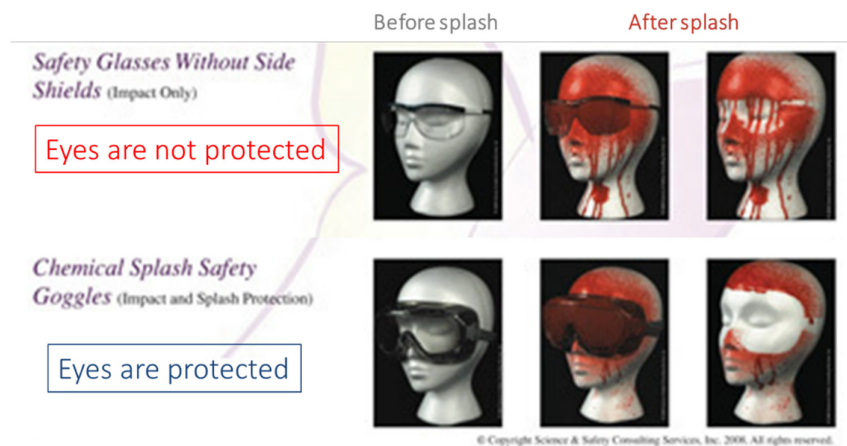 Before splash
After splash
Safety Glasses Without Side
Shields (Impact Only)
Eyes are not protected
Chemical Splash Safety
Goggles (Impact and Splash Protection)
Eyes are protected
© Copyright Science & Safety Consulting Services, Inc. 2008. All rights reserved.